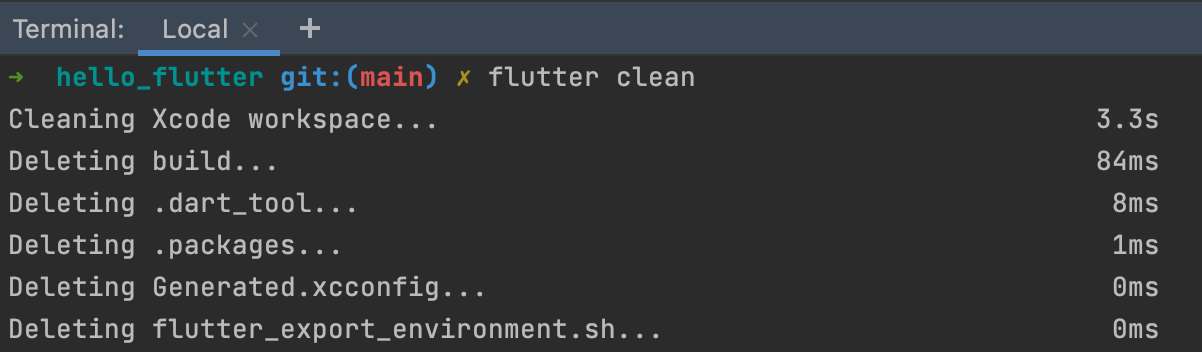 Terminal: Local × +
→ hello_flutter git:(main) ✗ flutter clean
Cleaning Xcode workspace... 3.3s
Deleting build... 84ms
Deleting .dart_tool... 8ms
Deleting .packages... 1ms
Deleting Generated.xcconfig... 0ms
Deleting flutter_export_environment.sh... 0ms